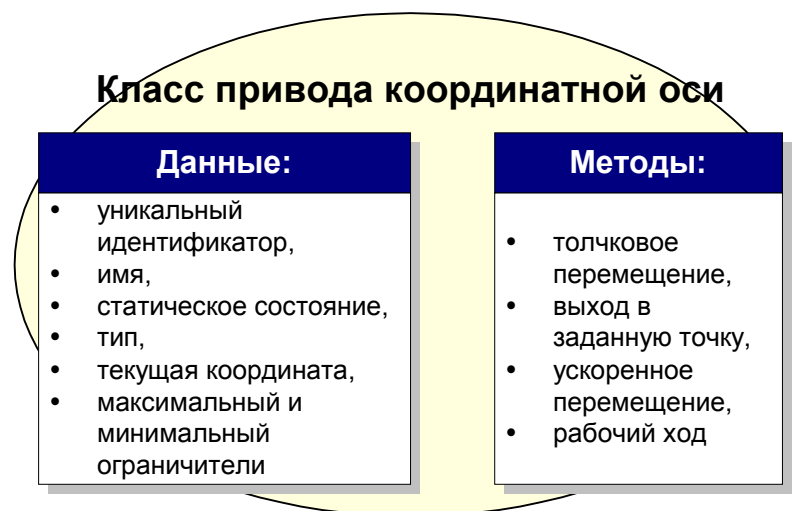 Класс привода координатной оси
Данные:
• уникальный
идентификатор,
• имя,
• статическое состояние,
• тип,
• текущая координата,
• максимальный и
минимальный
ограничители
Методы:
• толчковое
перемещение,
• выход в
заданную точку,
• ускоренное
перемещение,
• рабочий ход